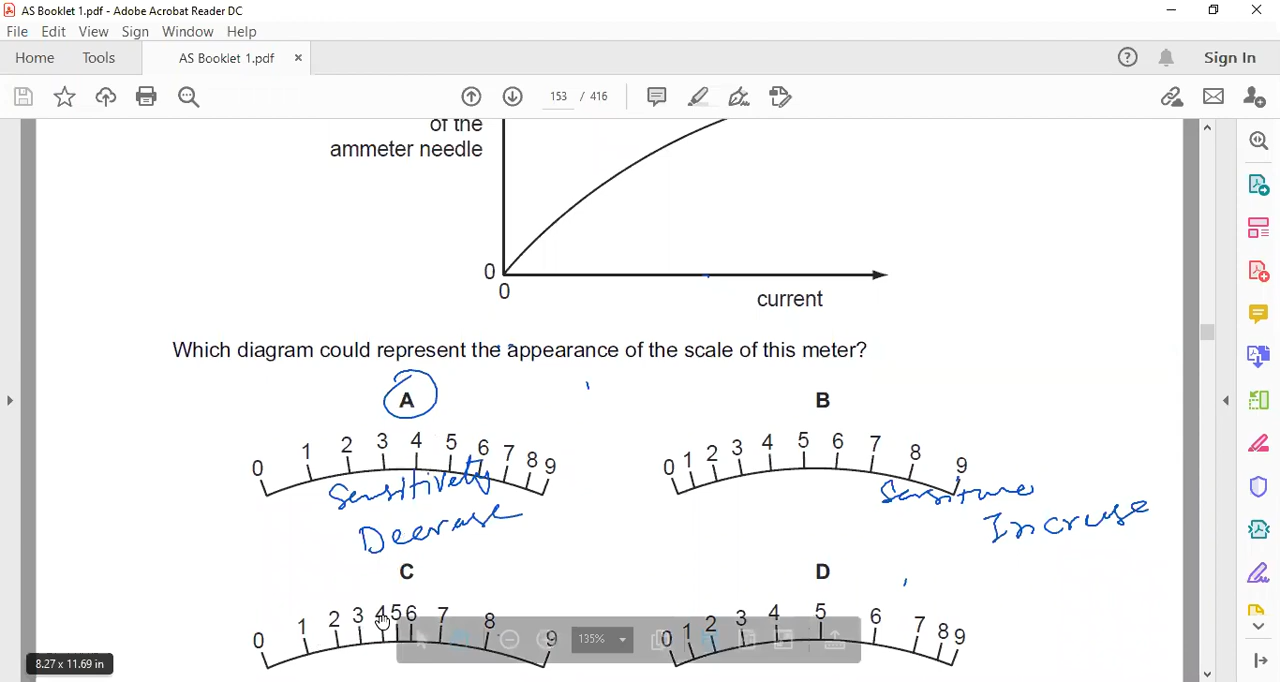 AS Booklet 1.pdf - Adobe Acrobat Reader DC
File Edit View Sign Window Help
Home Tools AS Booklet 1.pdf × Sign In
153 / 416
of the
ammeter needle
0
0
current
Which diagram could represent the appearance of the scale of this meter?
A B
0 1 2 3 4 5 6 7 8 9
0 1 2 3 4 5 6 7 8 9
Sensitively
Decrease
Increase
C D
0 1 2 3 4 5 6 7 8 9
0 1 2 3 4 5 6 7 8 9
135%
8.27 x 11.69 in